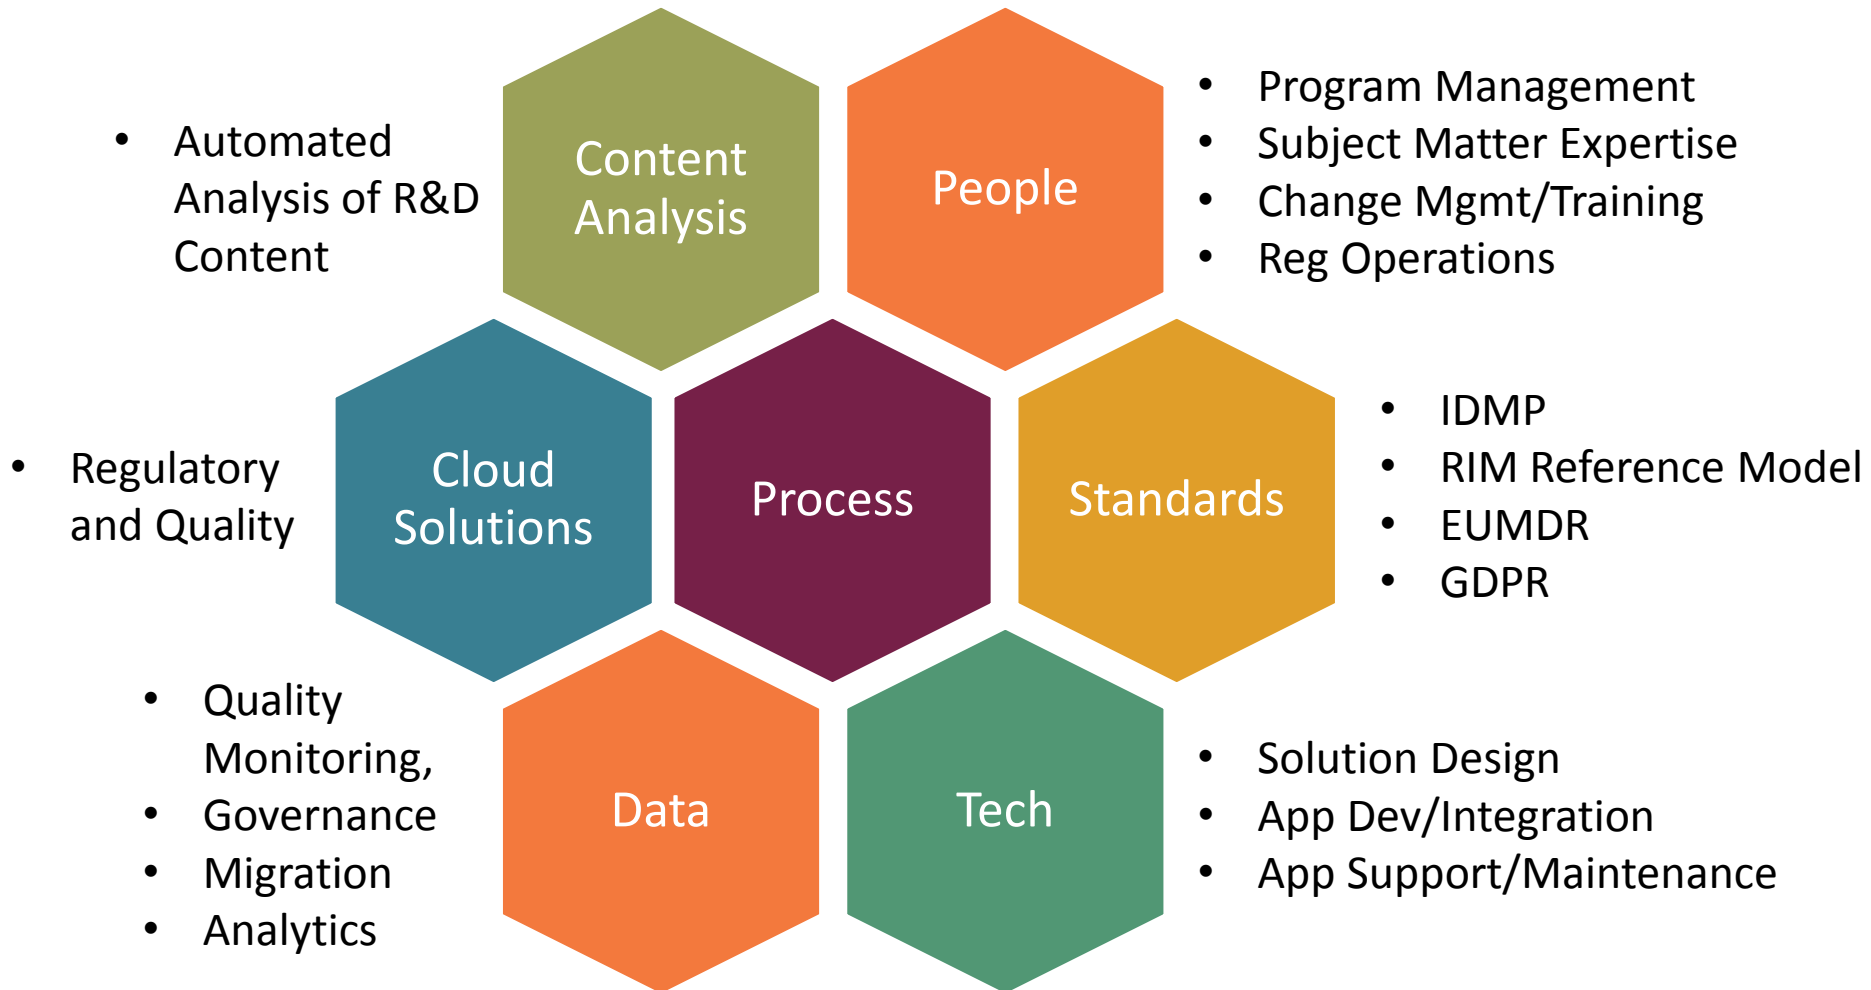 • Automated
Analysis of R&D
Content
Content
Analysis
People
• Program Management
• Subject Matter Expertise
• Change Mgmt/Training
• Reg Operations
• Regulatory
and Quality
Cloud
Solutions
Process
Standards
• IDMP
• RIM Reference Model
• EUMDR
• GDPR
• Quality
Monitoring,
• Governance
• Migration
• Analytics
Data
Tech
• Solution Design
• App Dev/Integration
• App Support/Maintenance